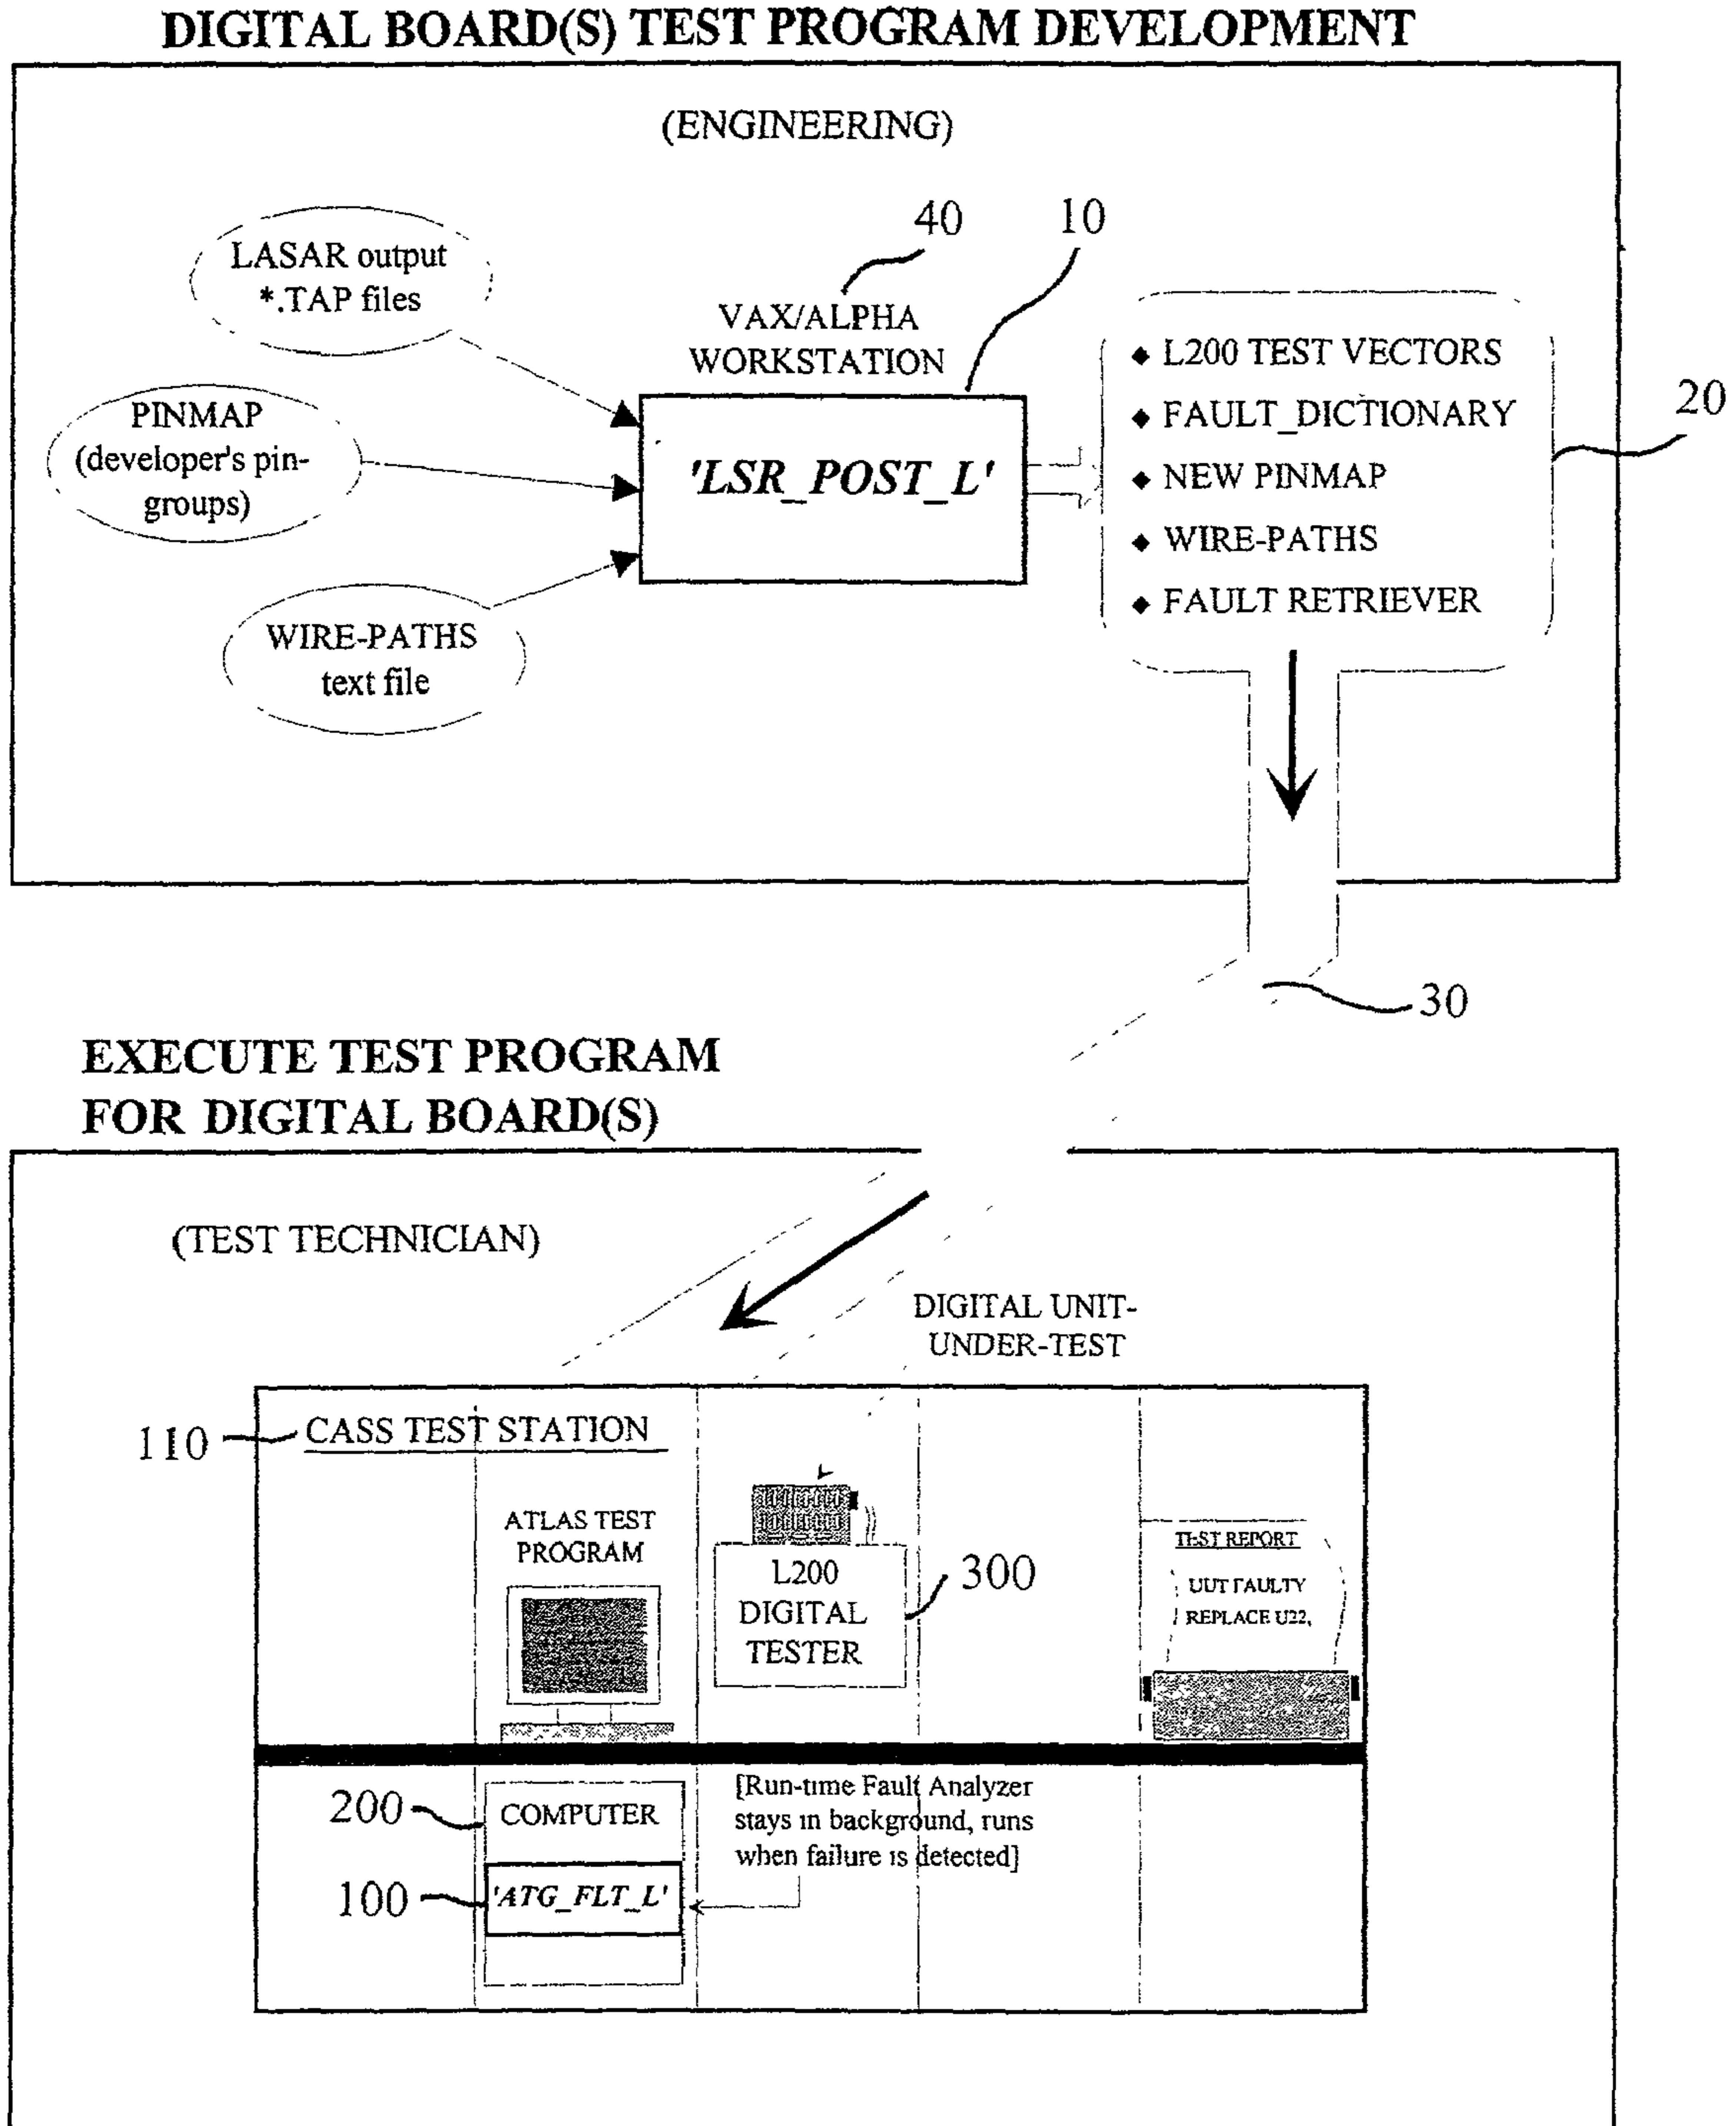 DIGITAL BOARD(S) TEST PROGRAM DEVELOPMENT
(ENGINEERING)
40
10
LASAR output
*.TAP files
VAX/ALPHA
WORKSTATION
PINMAP
(developer's pin-
groups)
'LSR_POST_L'
WIRE-PATHS
text file
◆ L200 TEST VECTORS
◆ FAULT_DICTIONARY
◆ NEW PINMAP
◆ WIRE-PATHS
◆ FAULT RETRIEVER
20
30
EXECUTE TEST PROGRAM
FOR DIGITAL BOARD(S)
(TEST TECHNICIAN)
DIGITAL UNIT-
UNDER-TEST
110
CASS TEST STATION
ATLAS TEST
PROGRAM
L200
DIGITAL
TESTER
300
TEST REPORT
UUT FAULTY
REPLACE U22,
200
COMPUTER
[Run-time Fault Analyzer
stays in background, runs
when failure is detected]
100
'ATG_FLT_L'